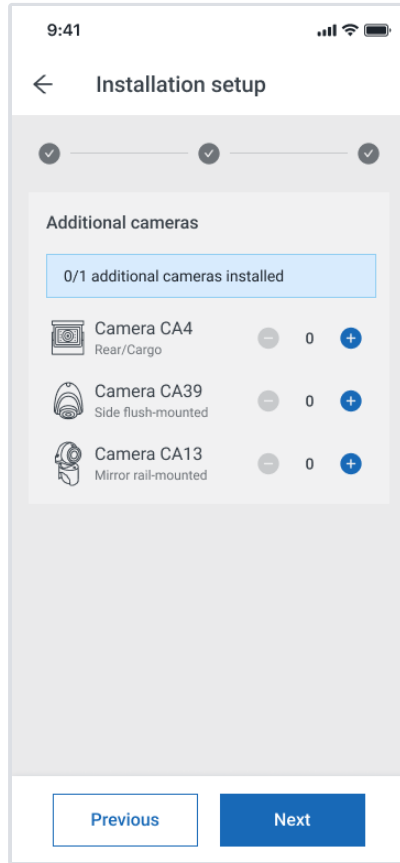 9:41
Installation setup
Additional cameras
0/1 additional cameras installed
Camera CA4
Rear/Cargo
0
Camera CA39
Side flush-mounted
0
Camera CA13
Mirror rail-mounted
0
Previous
Next